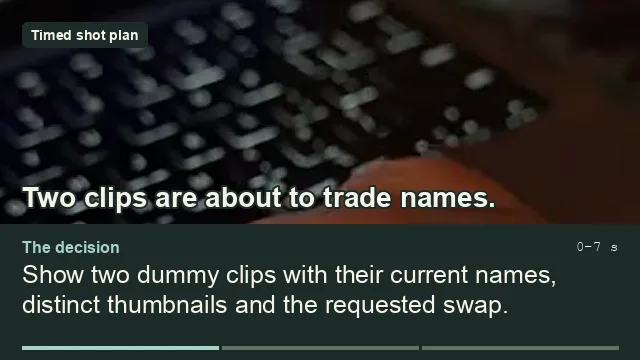 Timed shot plan
Two clips are about to trade names.
The decision
0–7 s
Show two dummy clips with their current names,
distinct thumbnails and the requested swap.